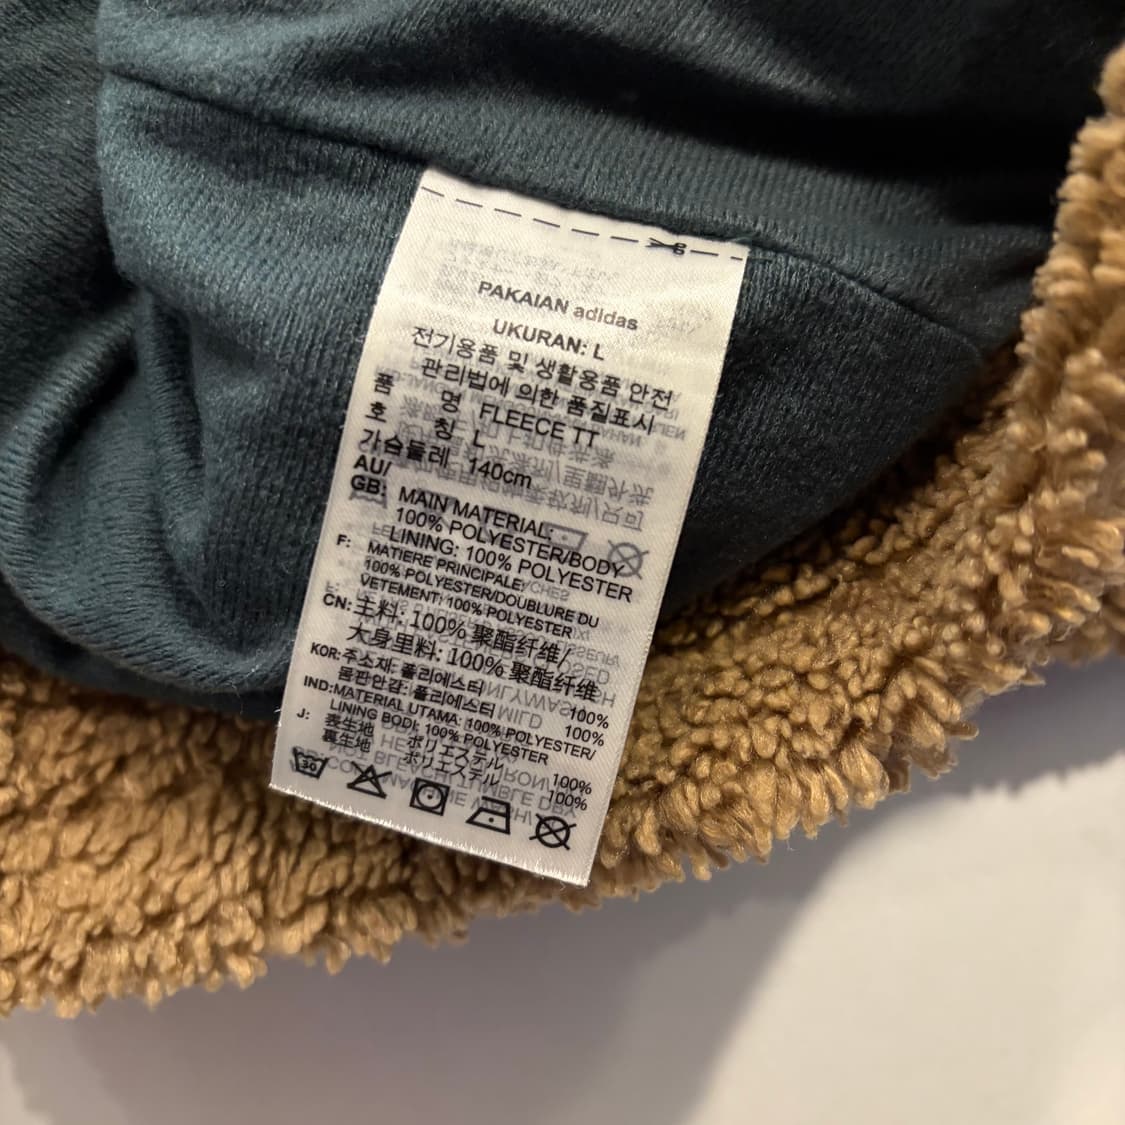 PAKAIAN adidas
UKURAN: L
전기용품 및 생활용품 안전
관리법에 의한 품질표시
품 명 FLEECE TT
호 칭 L
가슴둘레 140cm
AU/
GB: MAIN MATERIAL:
100% POLYESTER/BODY
LINING: 100% POLYESTER
F: MATIERE PRINCIPALE:
100% POLYESTER/DOUBLURE DU
VETEMENT: 100% POLYESTER
CN: 主料: 100% 聚酯纤维/
大身里料: 100% 聚酯纤维
KOR: 주소재: 폴리에스터 100%
몸판안감: 폴리에스터 100%
IND: MATERIAL UTAMA: 100% POLYESTER/
LINING BODI: 100% POLYESTER
J: 表生地 ポリエステル 100%
裏生地 ポリエステル 100%
30